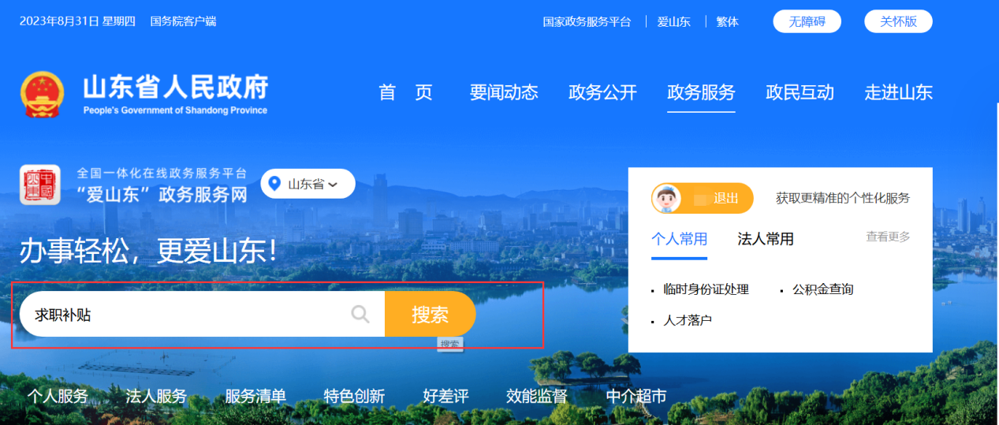 2023年8月31日 星期四 国务院客户端 国家政务服务平台 爱山东 繁体 无障碍 关怀版
山东省人民政府
People's Government of Shandong Province
首 页 要闻动态 政务公开 政务服务 政民互动 走进山东
全国一体化在线政务服务平台
“爱山东”政务服务网
山东省
退出 获取更精准的个性化服务
个人常用 法人常用 查看更多
临时身份证处理 公积金查询
人才落户
办事轻松，更爱山东！
求职补贴 搜索
搜索
个人服务 法人服务 服务清单 特色创新 好差评 效能监督 中介超市